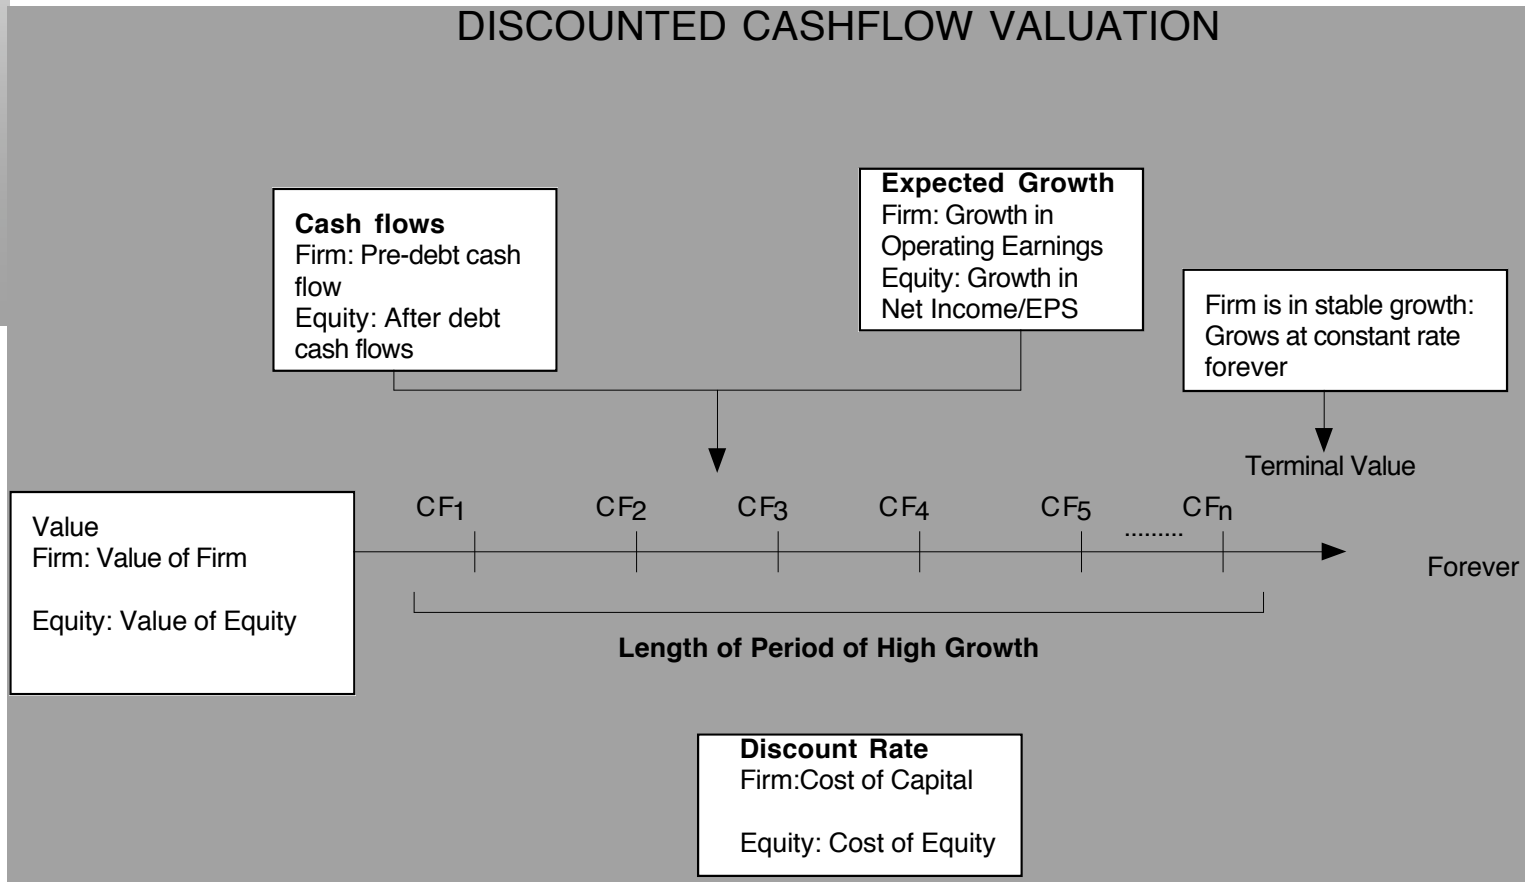 DISCOUNTED CASHFLOW VALUATION
Cash flows
Firm: Pre-debt cash
flow
Equity: After debt
cash flows
Expected Growth
Firm: Growth in
Operating Earnings
Equity: Growth in
Net Income/EPS
Firm is in stable growth:
Grows at constant rate
forever
Terminal Value
Value
Firm: Value of Firm
Equity: Value of Equity
CF1 CF2 CF3 CF4 CF5 ......... CFn
Forever
Length of Period of High Growth
Discount Rate
Firm:Cost of Capital
Equity: Cost of Equity